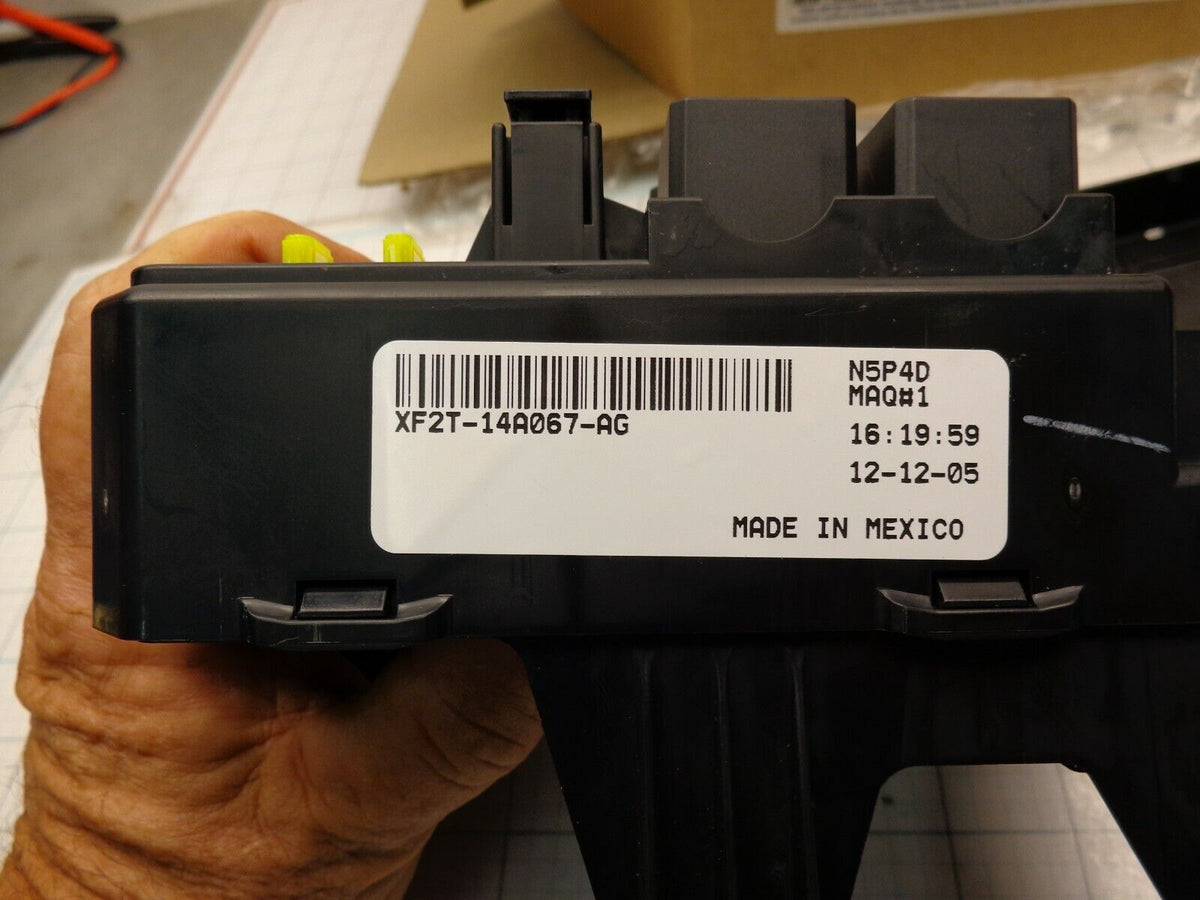 XF2T-14A067-AG
N5P4D
MAQ#1
16:19:59
12-12-05
MADE IN MEXICO